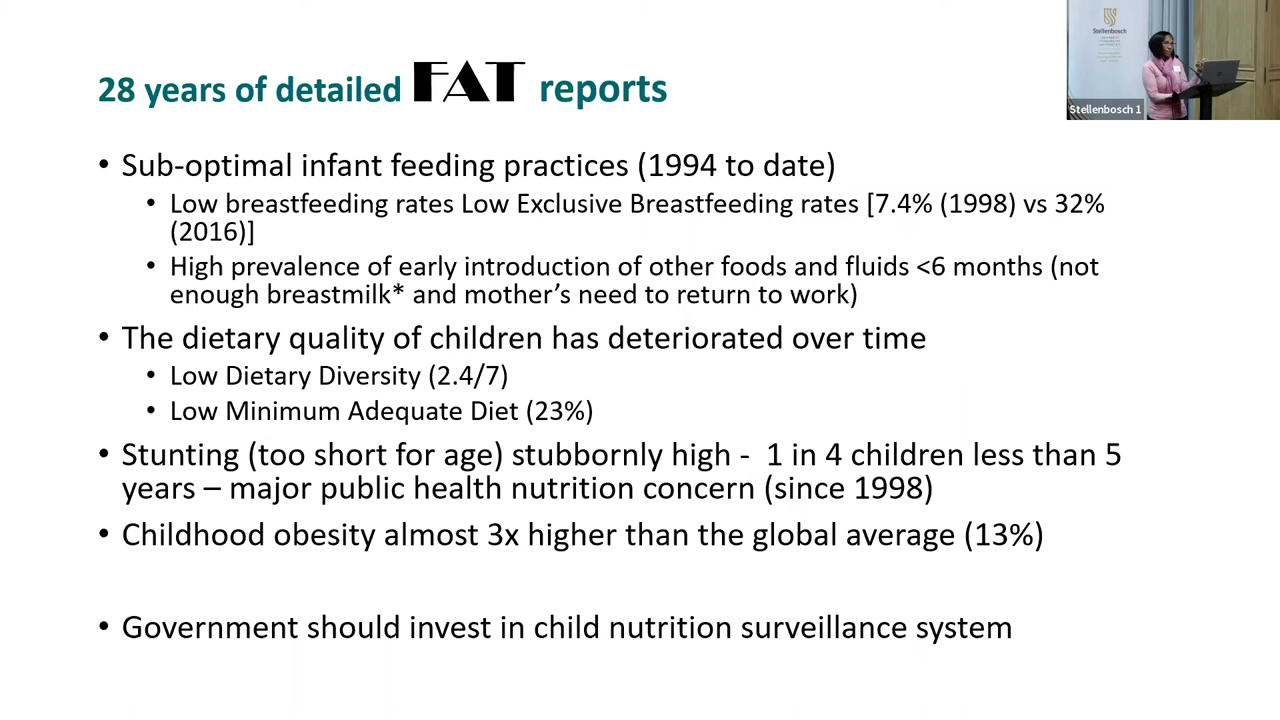 28 years of detailed FAT reports
• Sub-optimal infant feeding practices (1994 to date)
• Low breastfeeding rates Low Exclusive Breastfeeding rates [7.4% (1998) vs 32%
(2016)]
• High prevalence of early introduction of other foods and fluids <6 months (not
enough breastmilk* and mother’s need to return to work)
• The dietary quality of children has deteriorated over time
• Low Dietary Diversity (2.4/7)
• Low Minimum Adequate Diet (23%)
• Stunting (too short for age) stubbornly high - 1 in 4 children less than 5
years – major public health nutrition concern (since 1998)
• Childhood obesity almost 3x higher than the global average (13%)
• Government should invest in child nutrition surveillance system
Stellenbosch
Stellenbosch 1